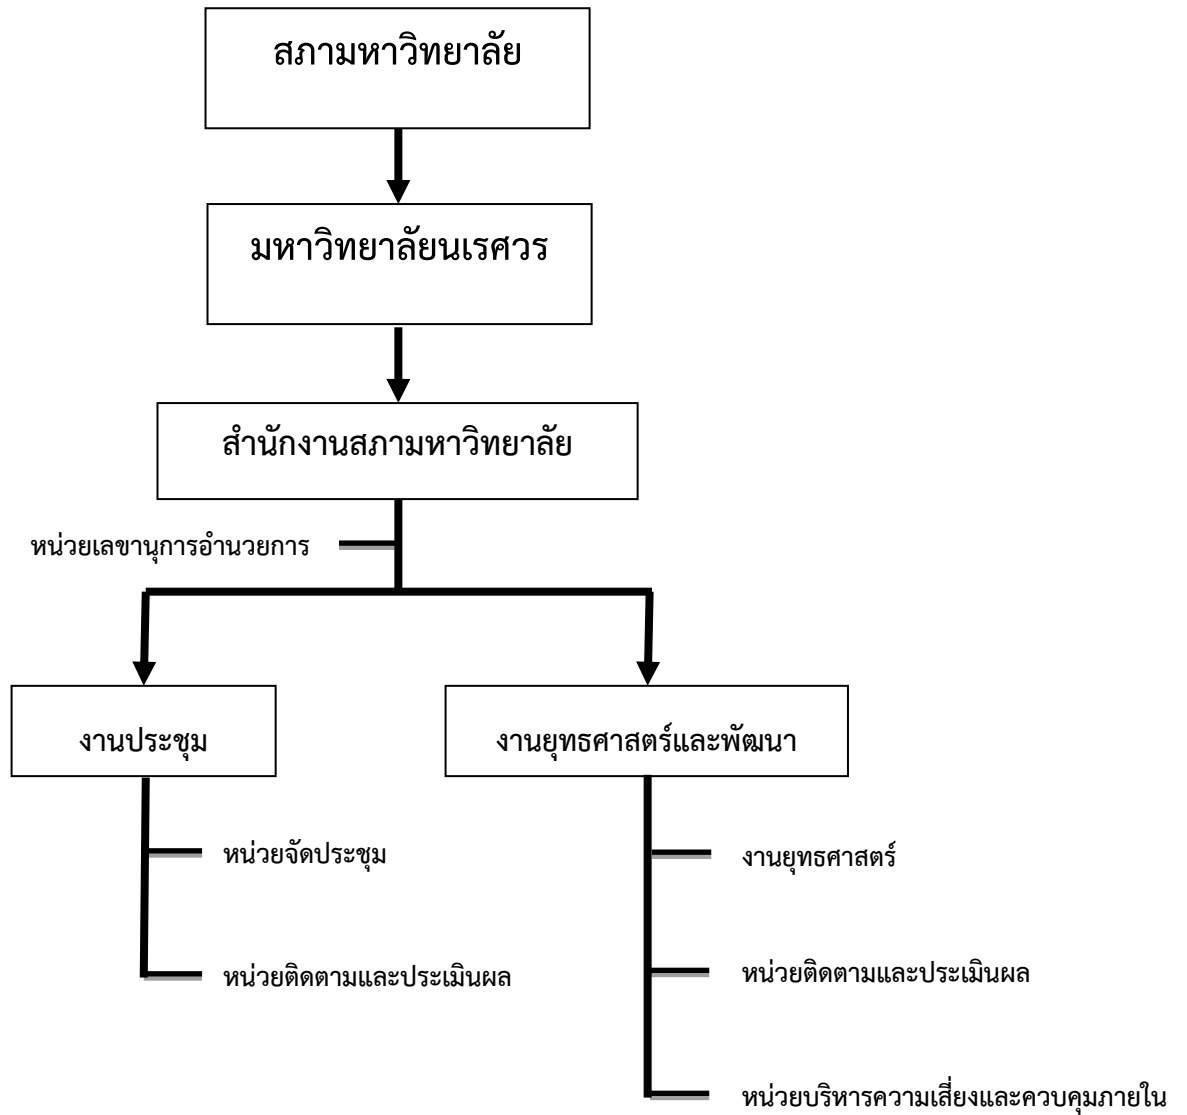 สภามหาวิทยาลัย
มหาวิทยาลัยนเรศวร
สำนักงานสภามหาวิทยาลัย
หน่วยเลขานุการอำนวยการ
งานประชุม
งานยุทธศาสตร์และพัฒนา
หน่วยจัดประชุม
งานยุทธศาสตร์
หน่วยติดตามและประเมินผล
หน่วยติดตามและประเมินผล
หน่วยบริหารความเสี่ยงและควบคุมภายใน